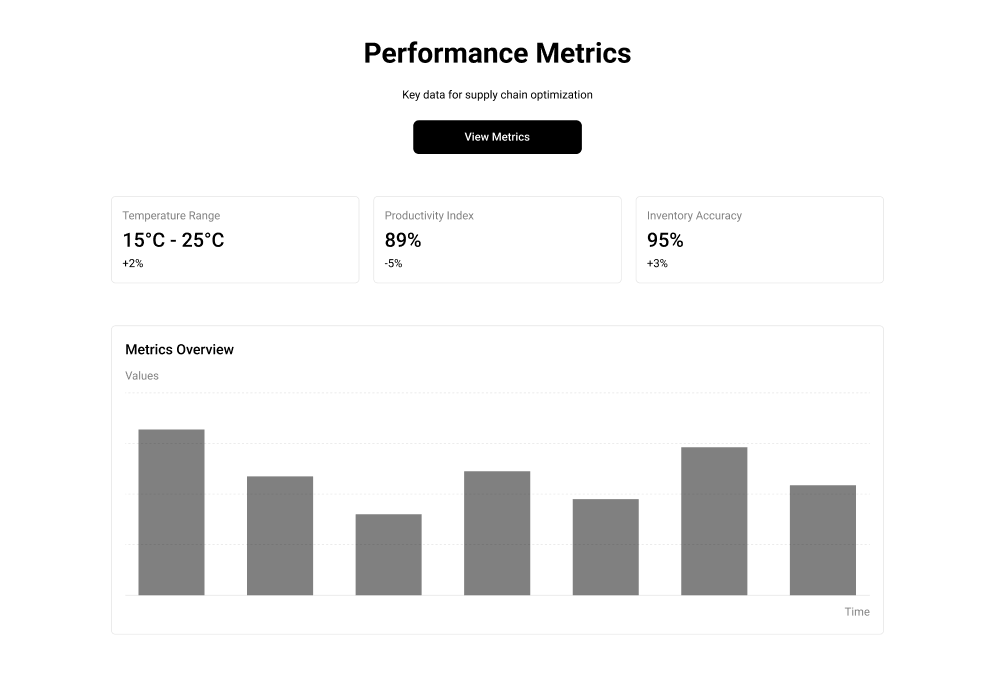 Performance Metrics
Key data for supply chain optimization
View Metrics
Temperature Range
15°C - 25°C
+2%
Productivity Index
89%
-5%
Inventory Accuracy
95%
+3%
Metrics Overview
Values
Time